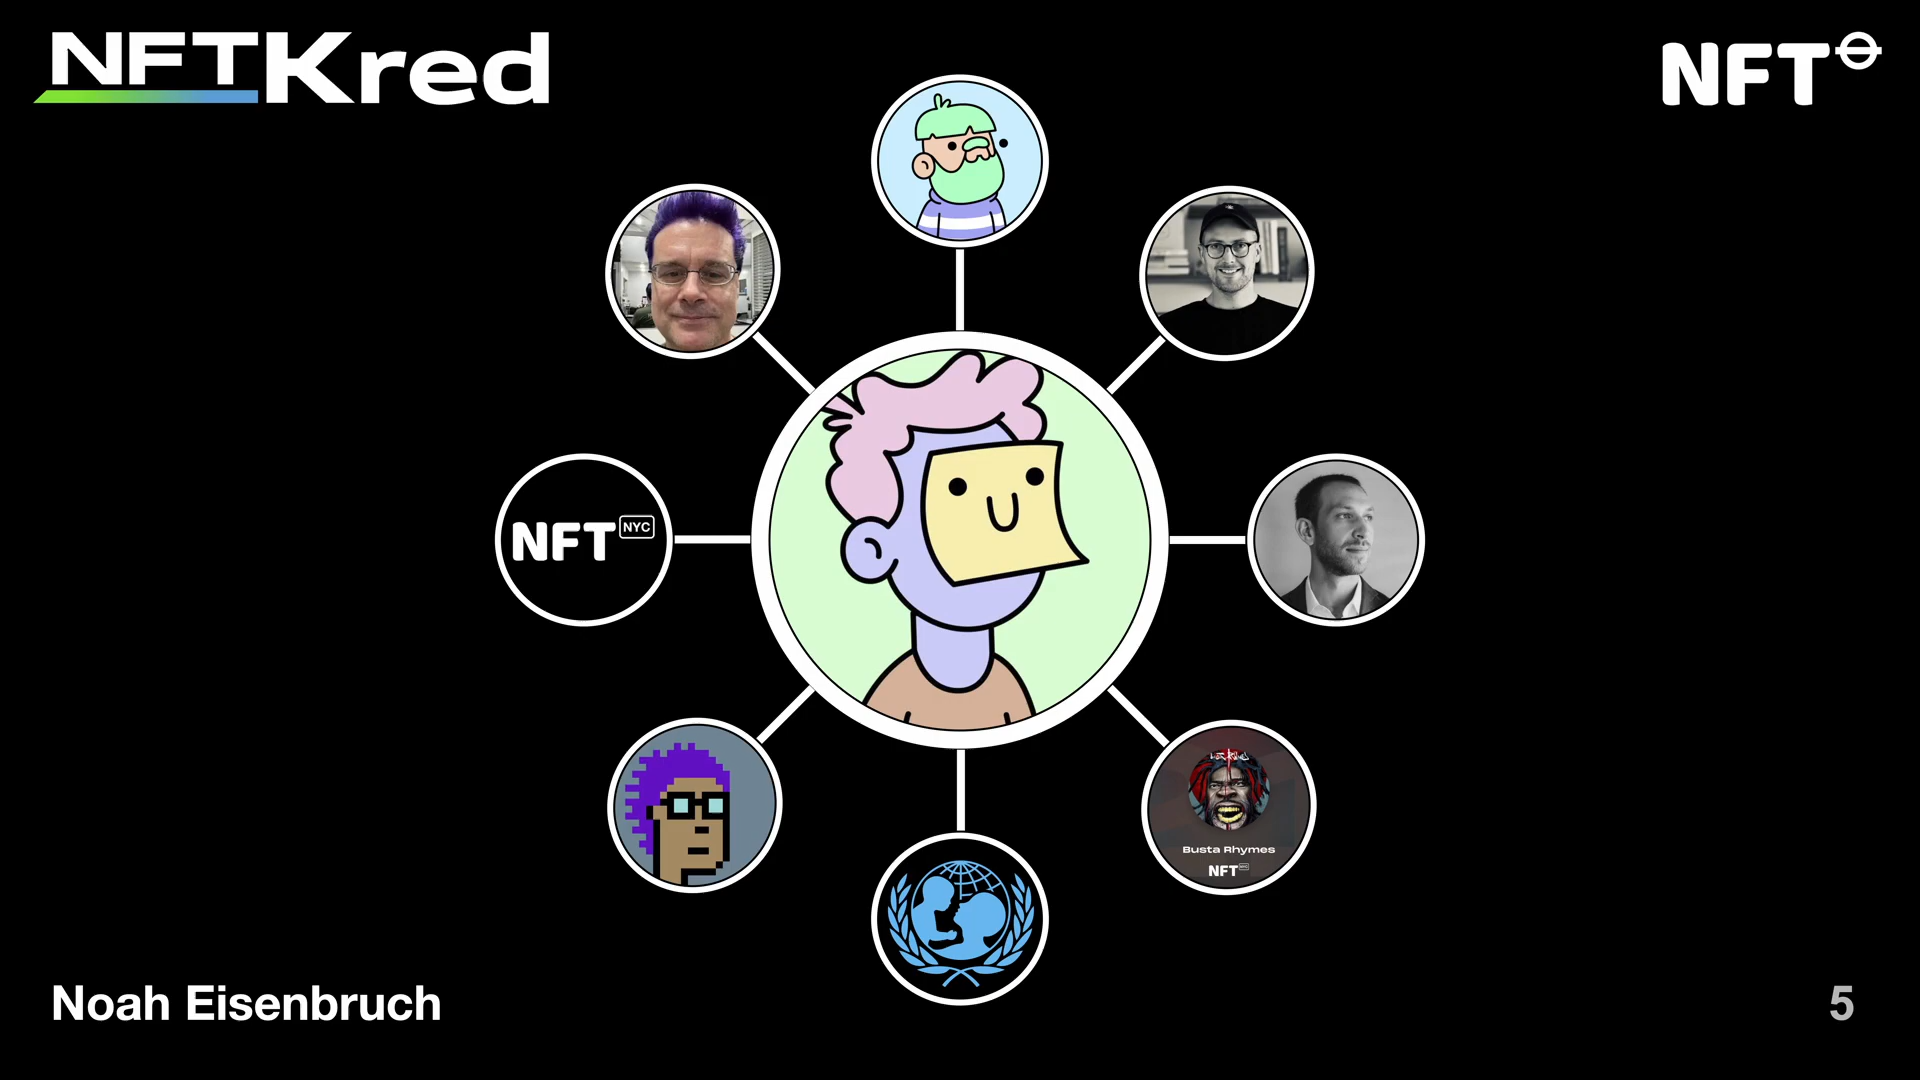 NFTKred
NFT
NFT NYC
Busta Rhymes
NFT
Noah Eisenbruch
5